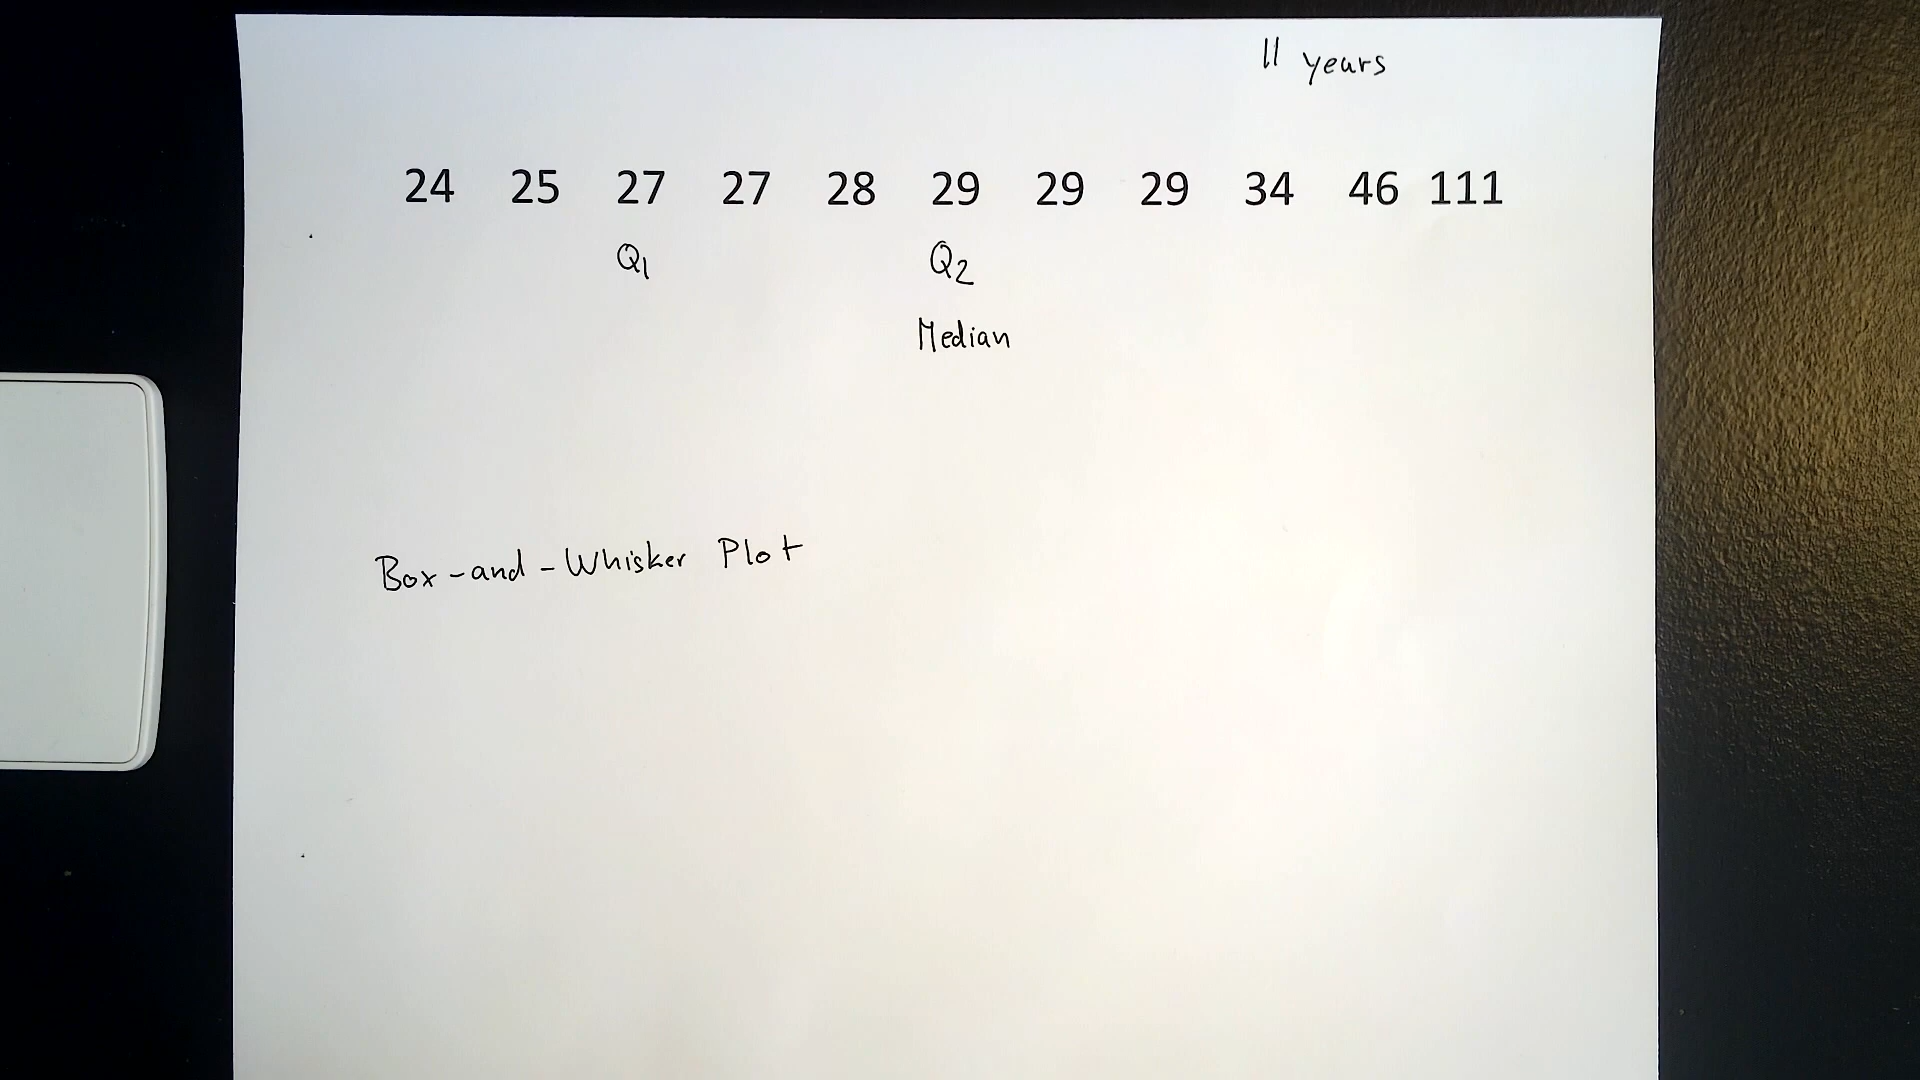 11 years
24 25 27 27 28 29 29 29 34 46 111
Q1 Q2
Median
Box-and-Whisker Plot